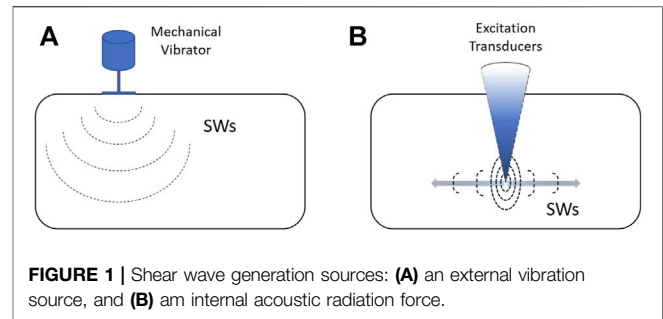 A
Mechanical
Vibrator
SWs
B
Excitation
Transducers
SWs
FIGURE 1 | Shear wave generation sources: (A) an external vibration
source, and (B) am internal acoustic radiation force.